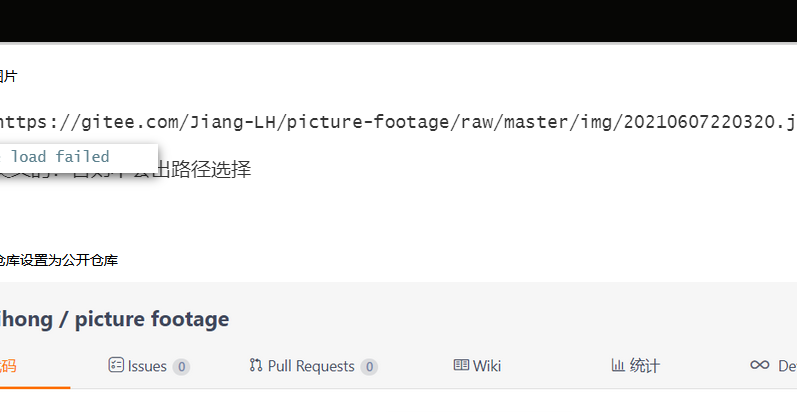 图片
https://gitee.com/Jiang-LH/picture-footage/raw/master/img/20210607220320.j
load failed
出路径选择
仓库设置为公开仓库
ihong / picture footage
代码 Issues 0 Pull Requests 0 Wiki 统计 De